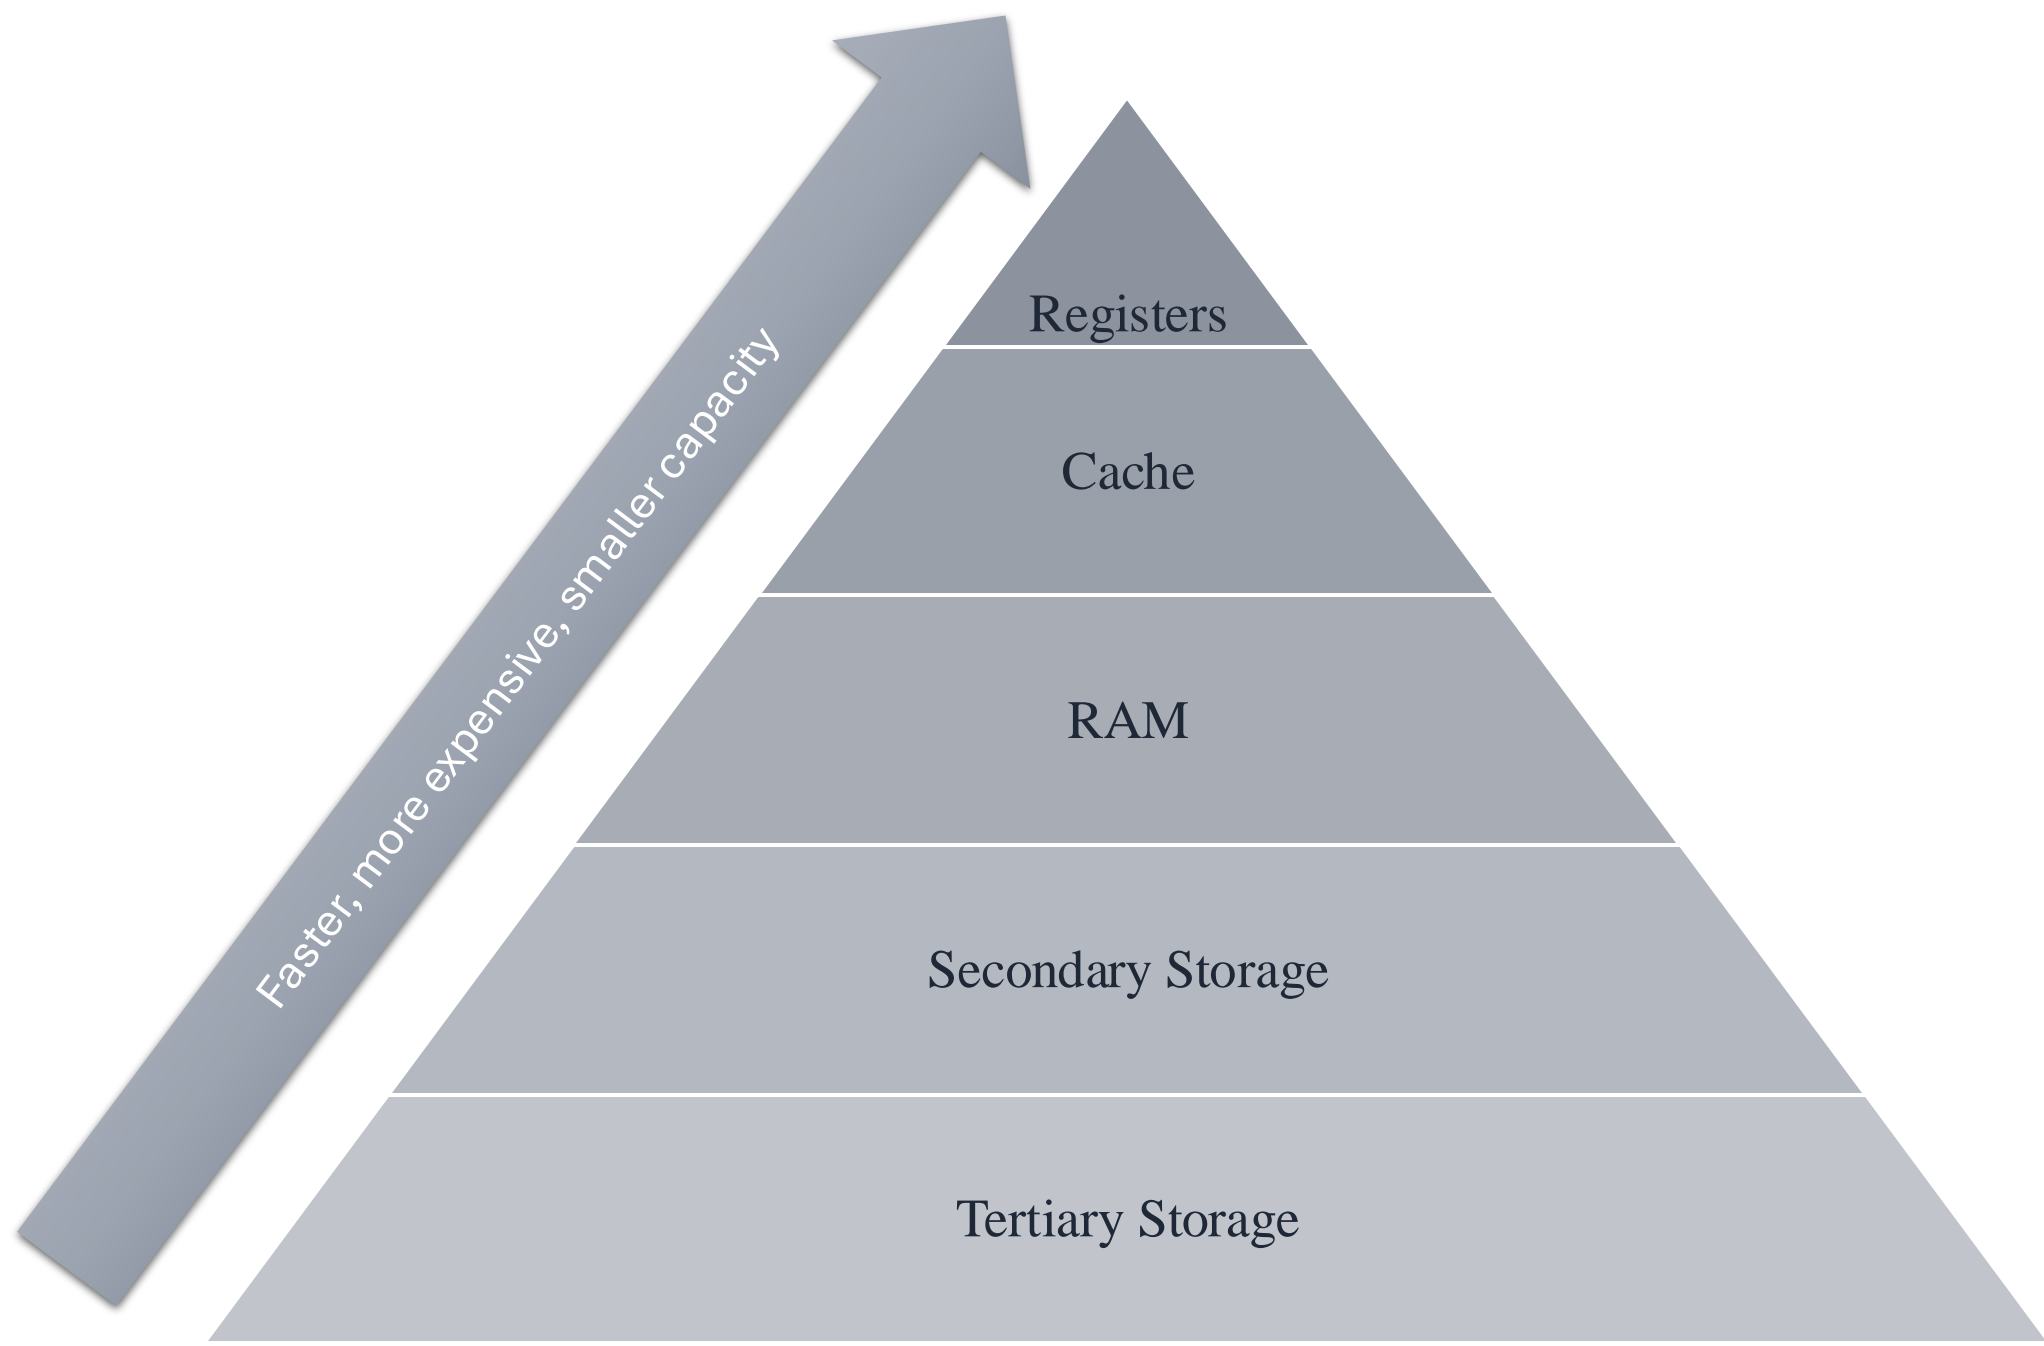 Faster, more expensive, smaller capacity
Registers
Cache
RAM
Secondary Storage
Tertiary Storage